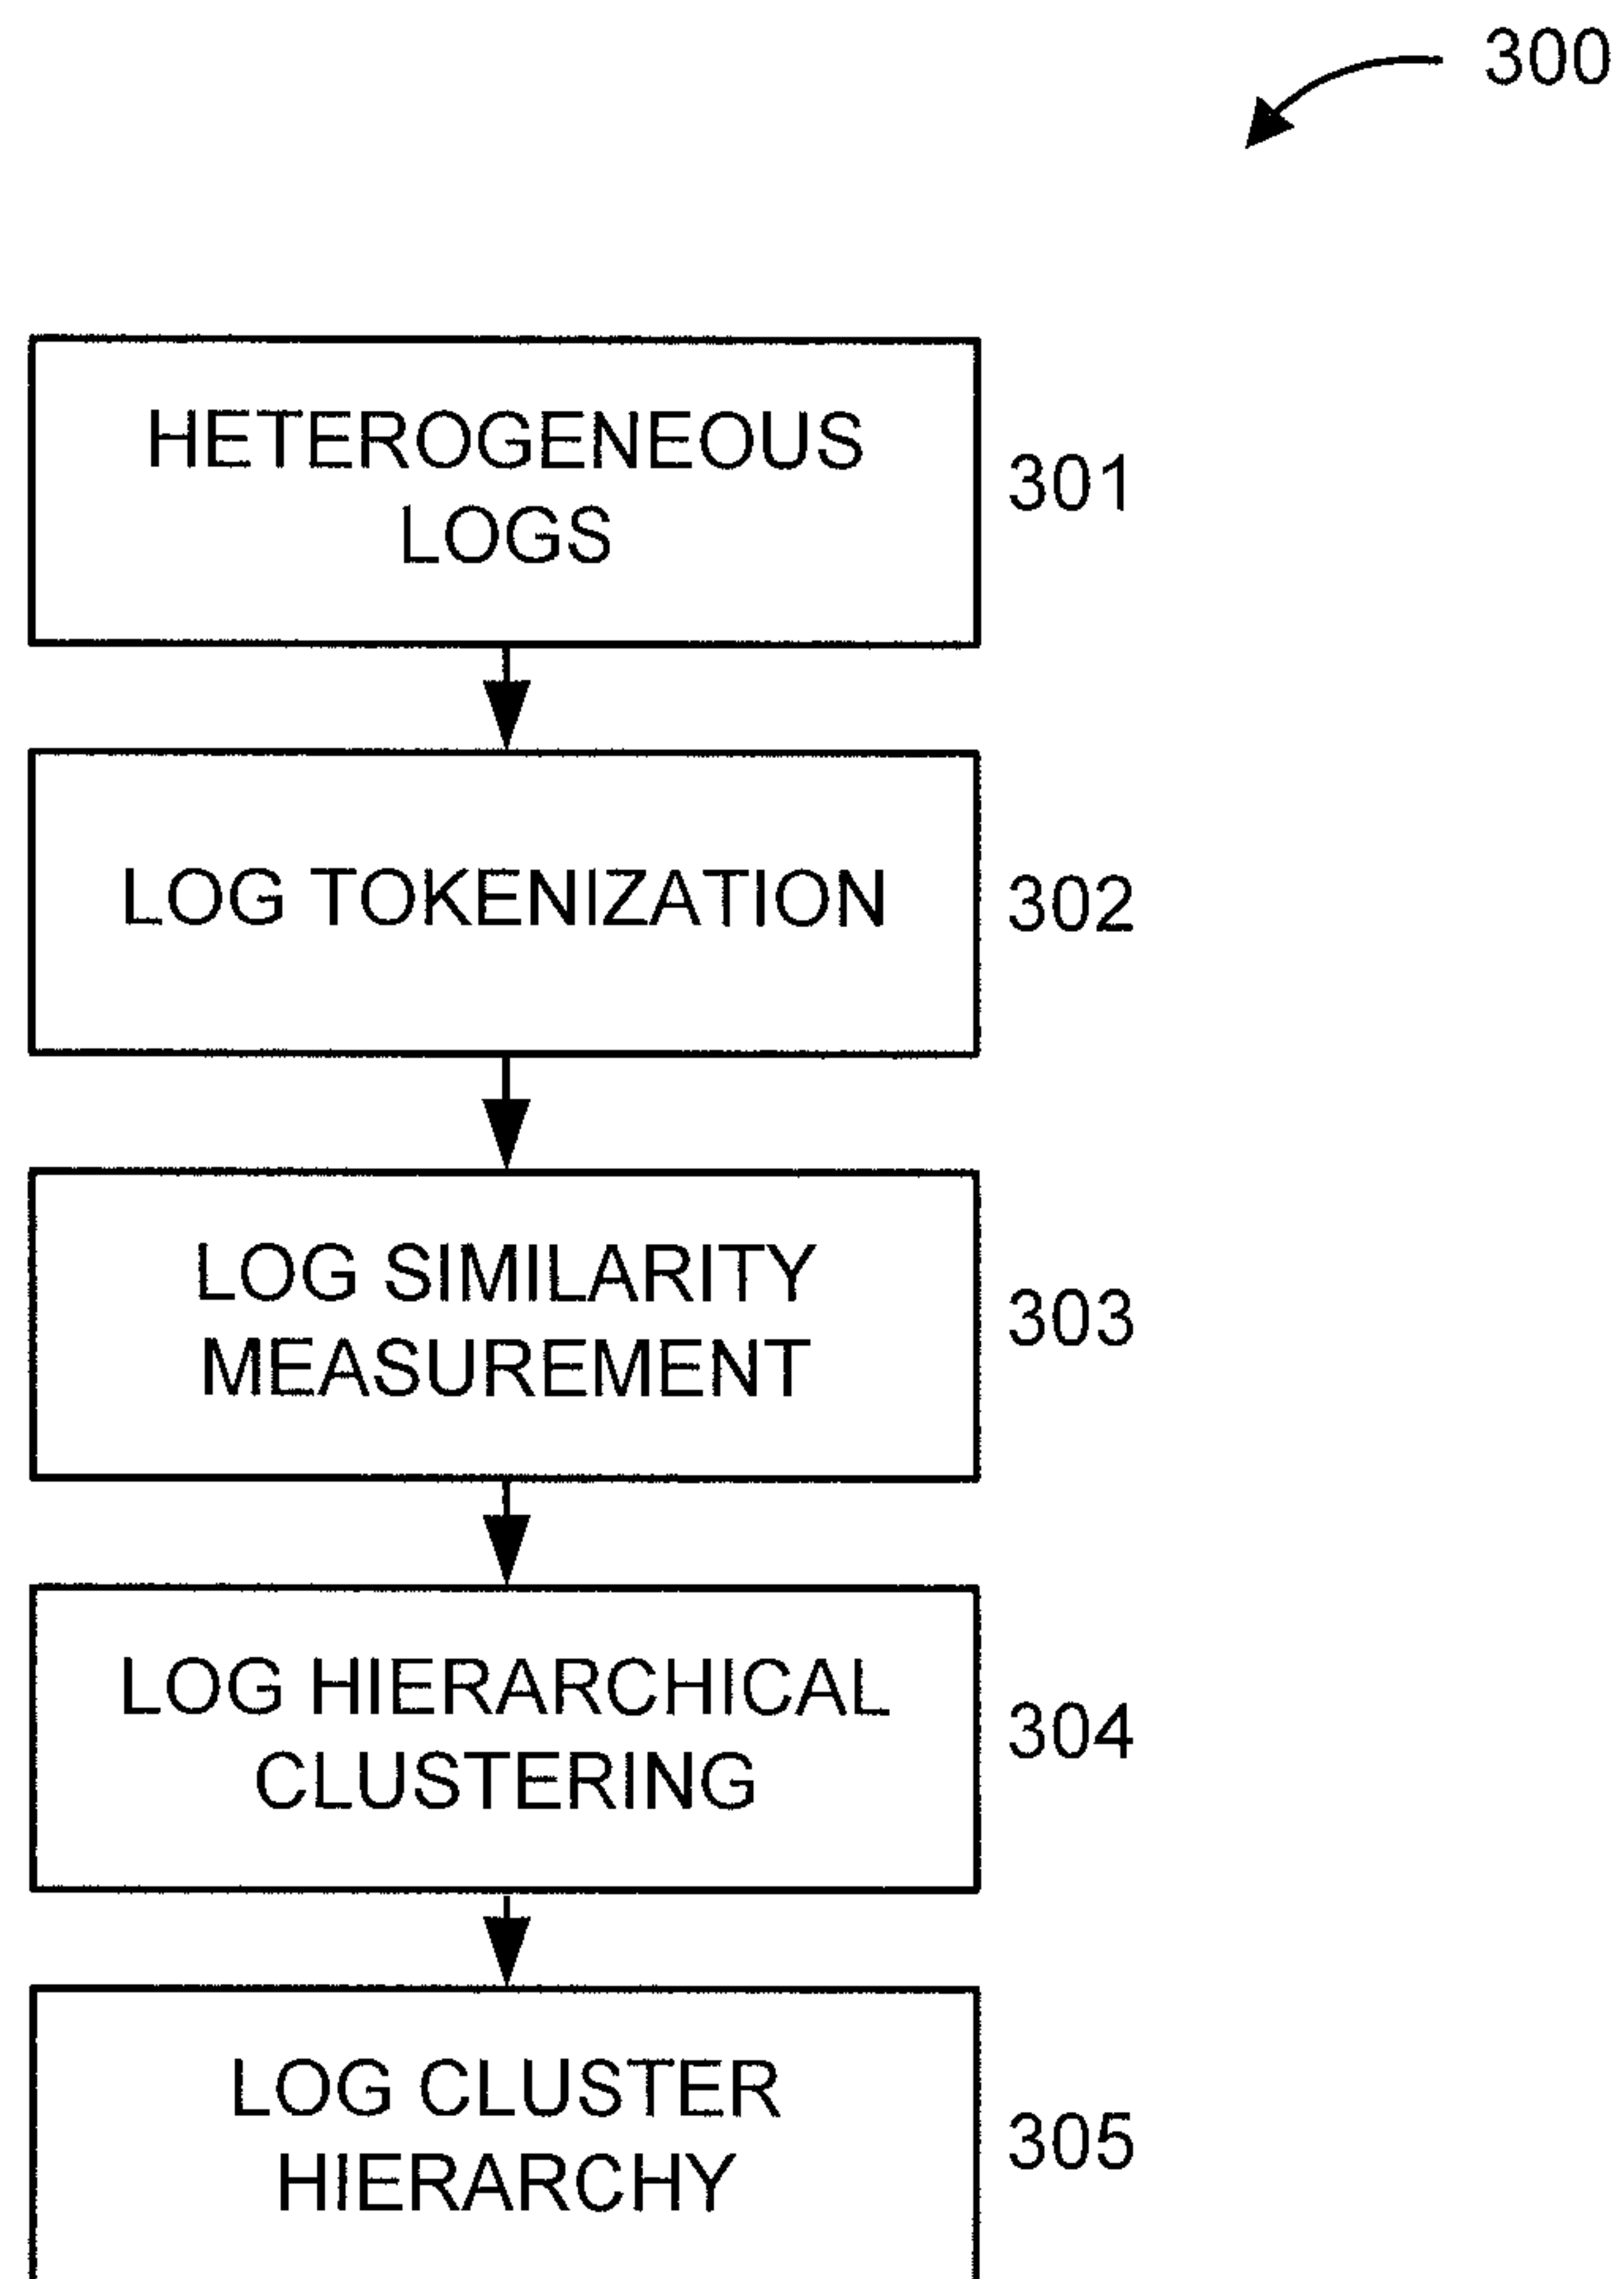 300
HETEROGENEOUS
LOGS
301
LOG TOKENIZATION
302
LOG SIMILARITY
MEASUREMENT
303
LOG HIERARCHICAL
CLUSTERING
304
LOG CLUSTER
HIERARCHY
305